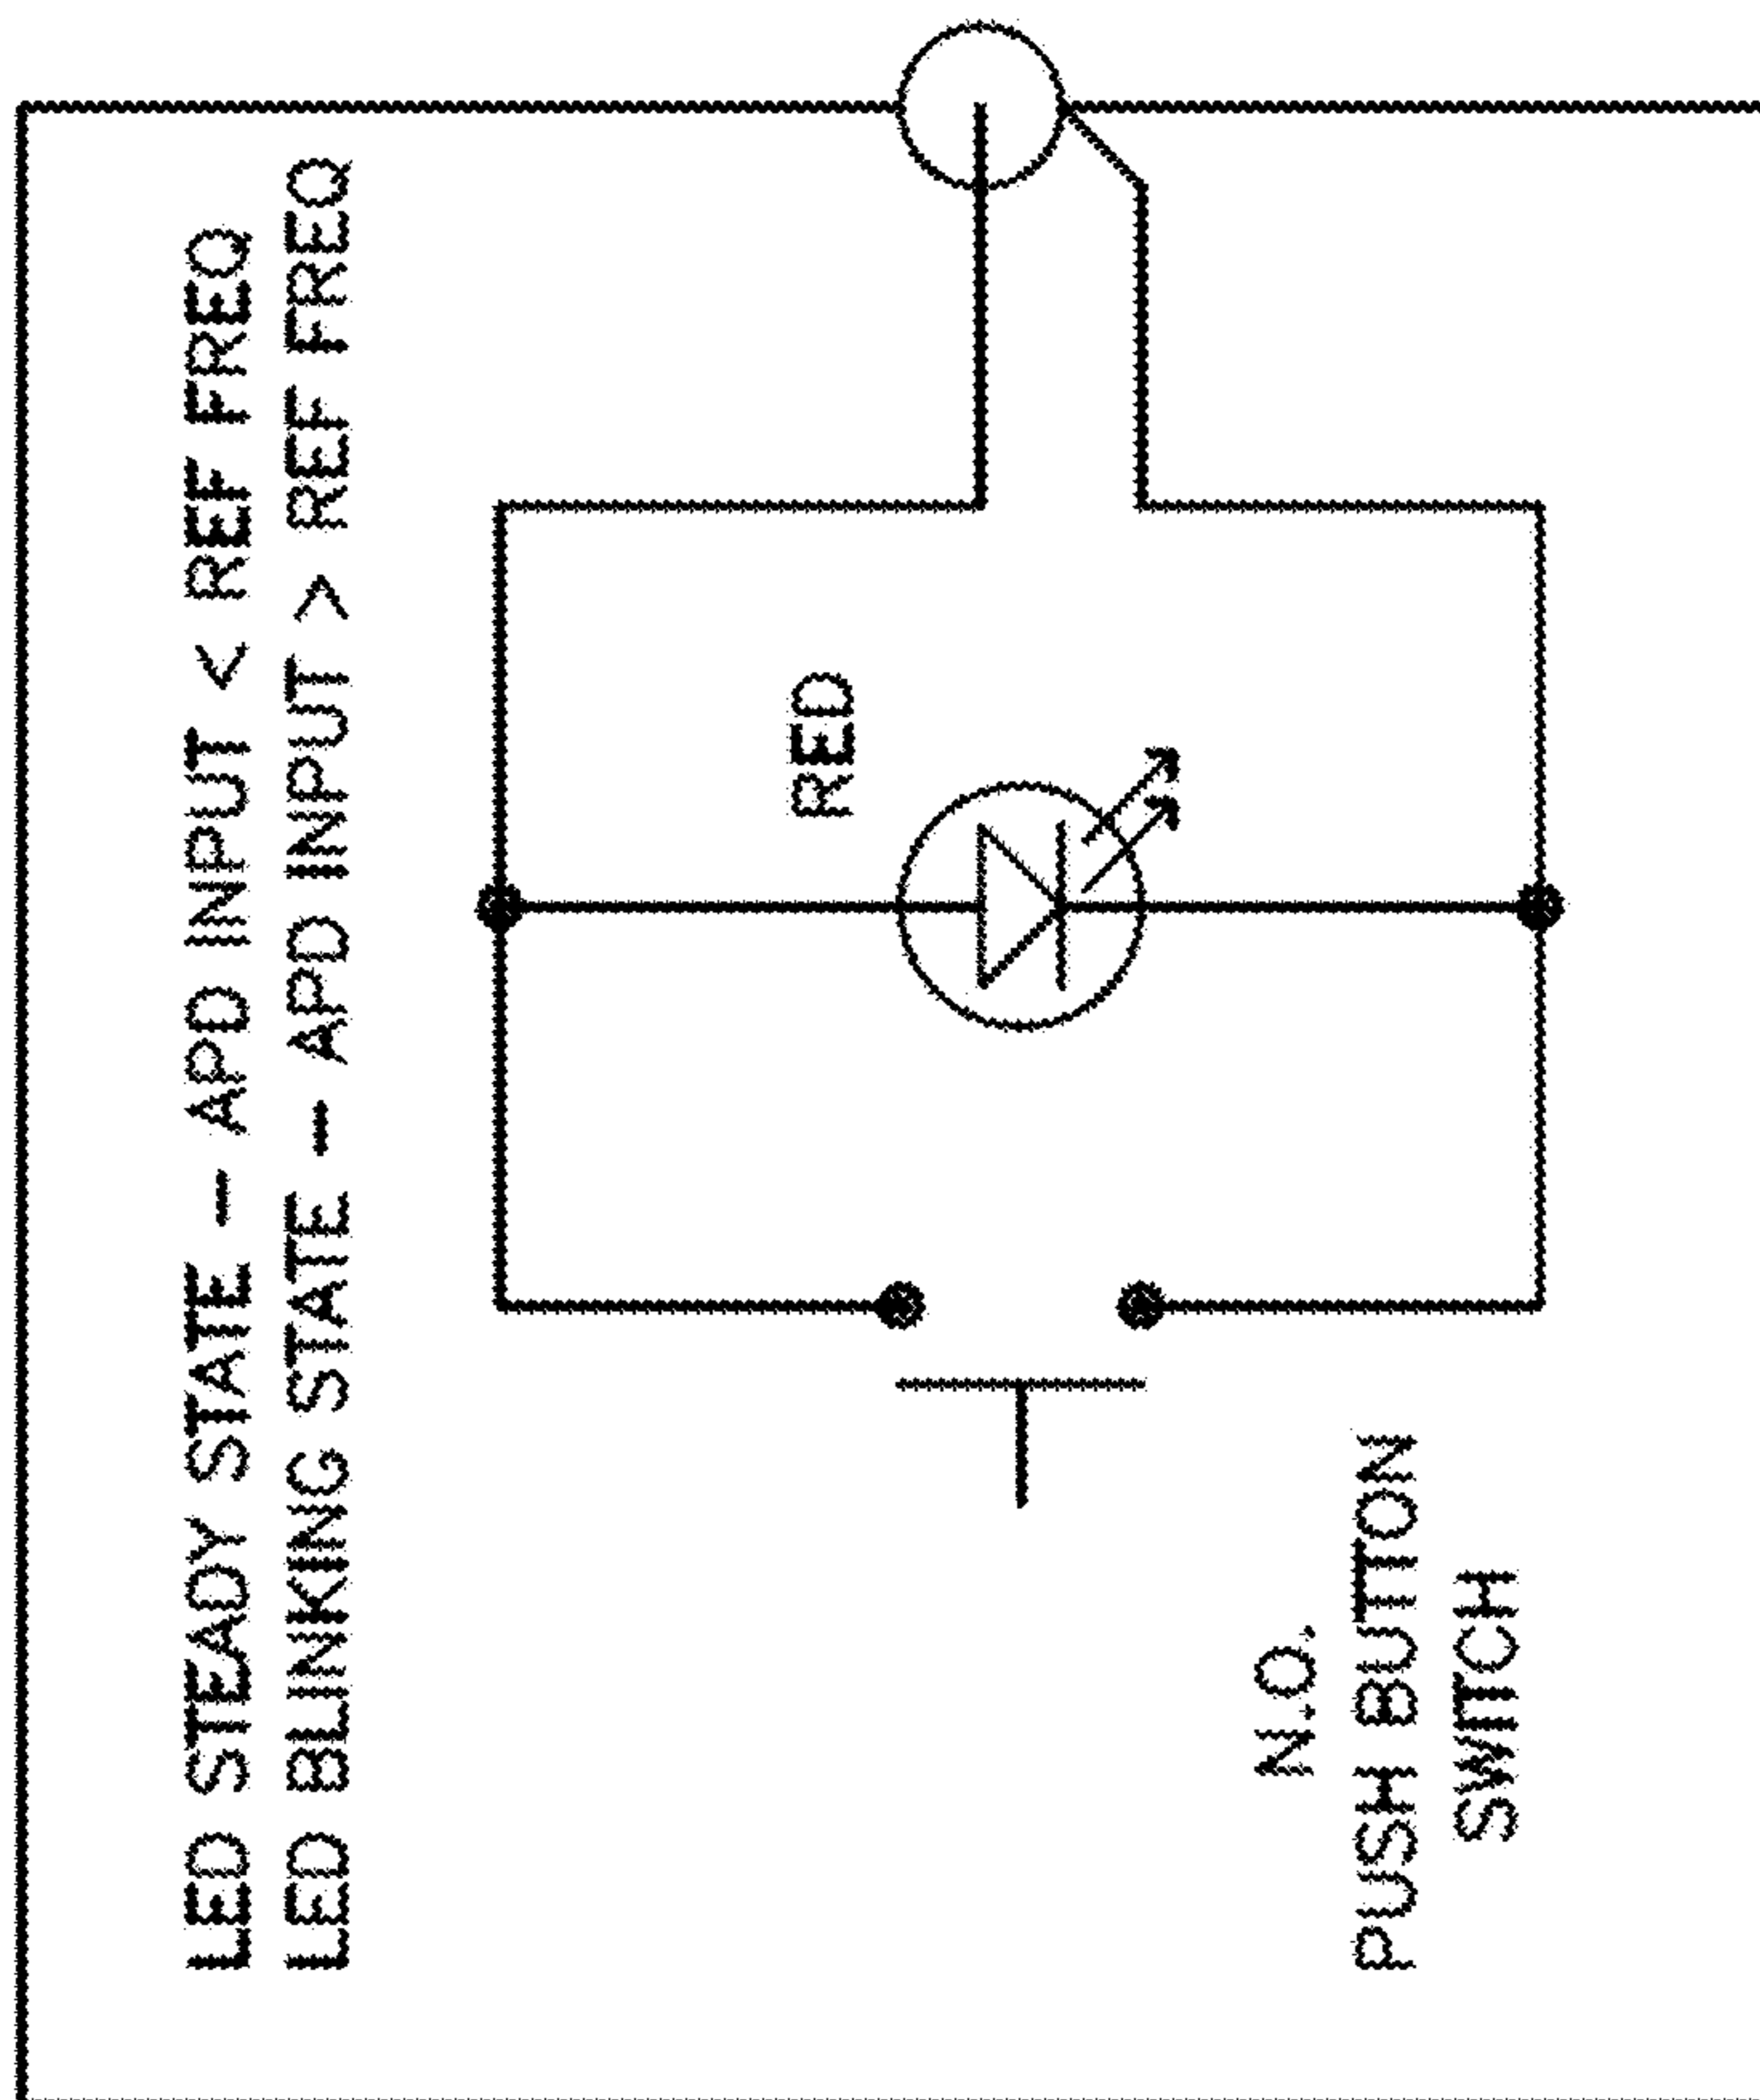 LED STEADY STATE - APD INPUT < REF FREQ
LED BLINKING STATE - APD INPUT > REF FREQ
RED
N.O.
PUSH BUTTON
SWITCH